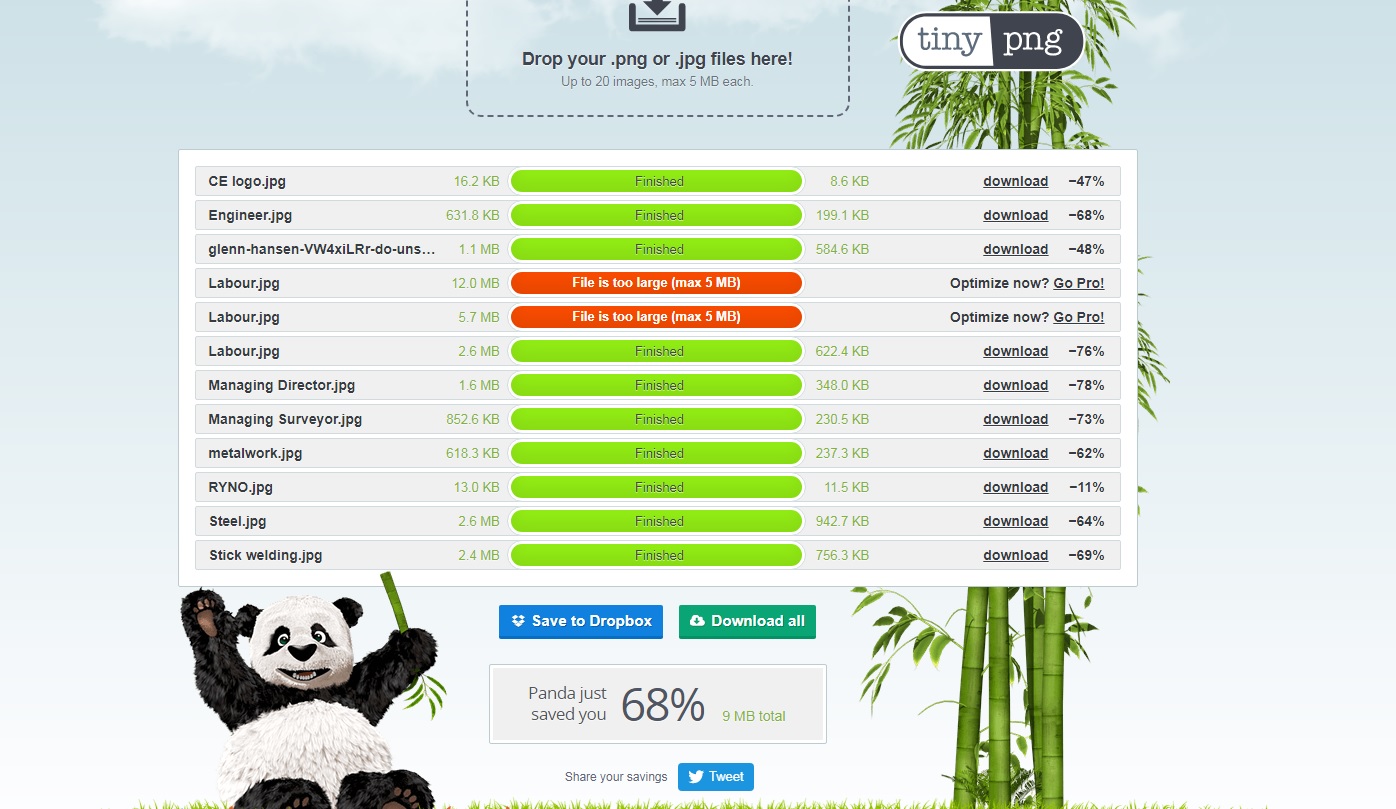 tiny png
Drop your .png or .jpg files here!
Up to 20 images, max 5 MB each.
CE logo.jpg 16.2 KB Finished 8.6 KB download −47%
Engineer.jpg 631.8 KB Finished 199.1 KB download −68%
glenn-hansen-VW4xiLRr-do-uns... 1.1 MB Finished 584.6 KB download −48%
Labour.jpg 12.0 MB File is too large (max 5 MB) Optimize now? Go Pro!
Labour.jpg 5.7 MB File is too large (max 5 MB) Optimize now? Go Pro!
Labour.jpg 2.6 MB Finished 622.4 KB download −76%
Managing Director.jpg 1.6 MB Finished 348.0 KB download −78%
Managing Surveyor.jpg 852.6 KB Finished 230.5 KB download −73%
metalwork.jpg 618.3 KB Finished 237.3 KB download −62%
RYNO.jpg 13.0 KB Finished 11.5 KB download −11%
Steel.jpg 2.6 MB Finished 942.7 KB download −64%
Stick welding.jpg 2.4 MB Finished 756.3 KB download −69%
Save to Dropbox Download all
Panda just
saved you 68% 9 MB total
Share your savings Tweet